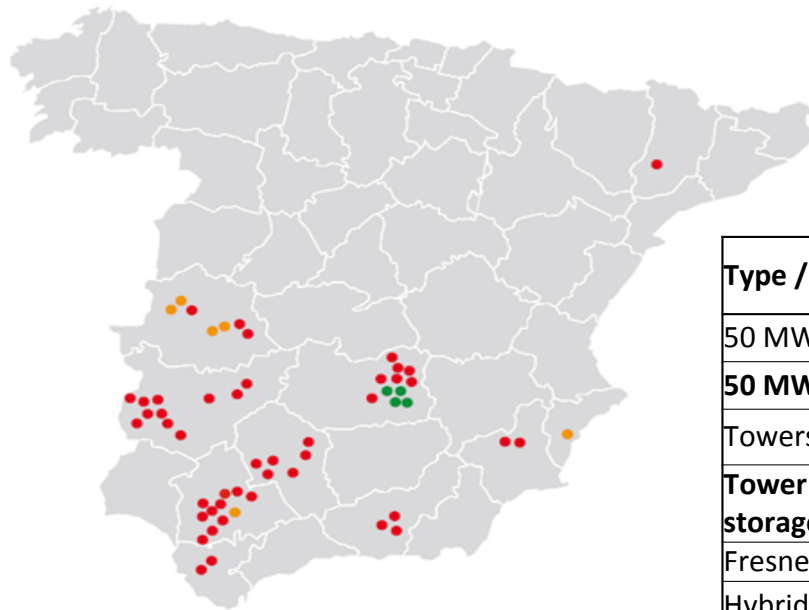 Type /
50 MW
50 MW
Towers
Tower
storage
Fresne
Hybrid